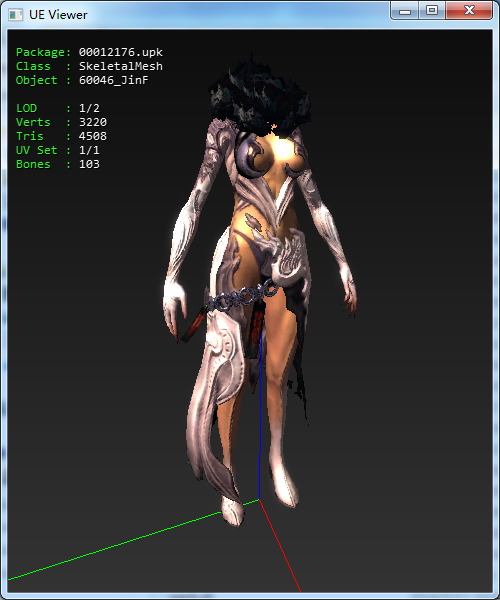 UE Viewer
Package: 00012176.upk
Class : SkeletalMesh
Object : 60046_JinF
LOD : 1/2
Verts : 3220
Tris : 4508
UV Set : 1/1
Bones : 103